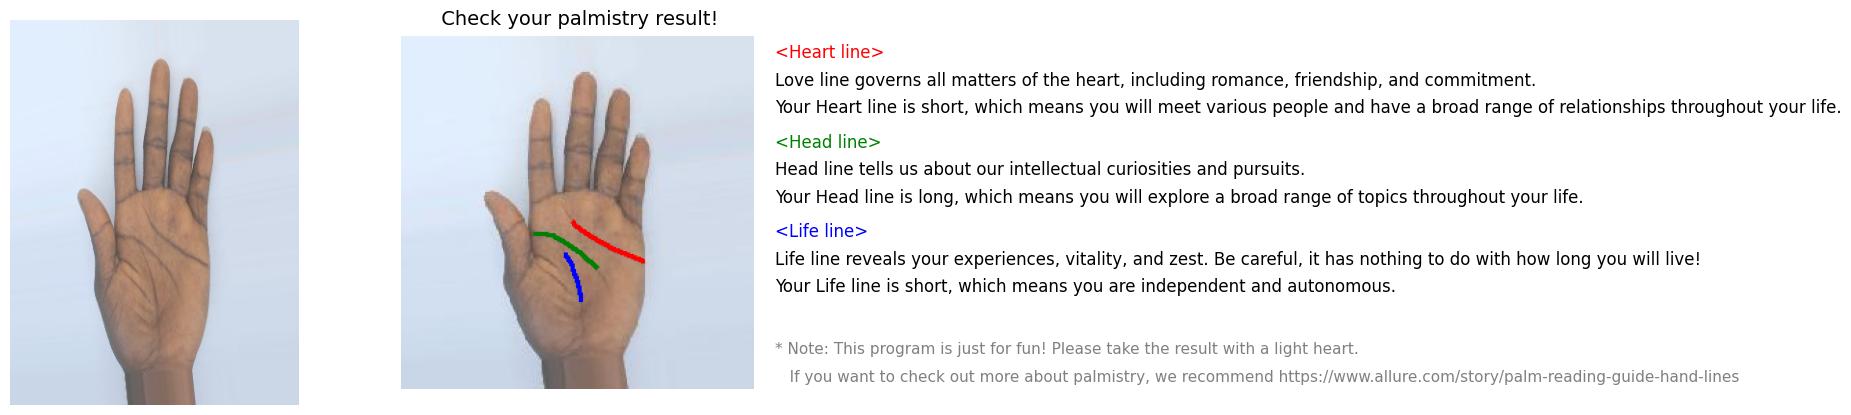 Check your palmistry result!
<Heart line>
Love line governs all matters of the heart, including romance, friendship, and commitment.
Your Heart line is short, which means you will meet various people and have a broad range of relationships throughout your life.
<Head line>
Head line tells us about our intellectual curiosities and pursuits.
Your Head line is long, which means you will explore a broad range of topics throughout your life.
<Life line>
Life line reveals your experiences, vitality, and zest. Be careful, it has nothing to do with how long you will live!
Your Life line is short, which means you are independent and autonomous.
* Note: This program is just for fun! Please take the result with a light heart.
If you want to check out more about palmistry, we recommend https://www.allure.com/story/palm-reading-guide-hand-lines